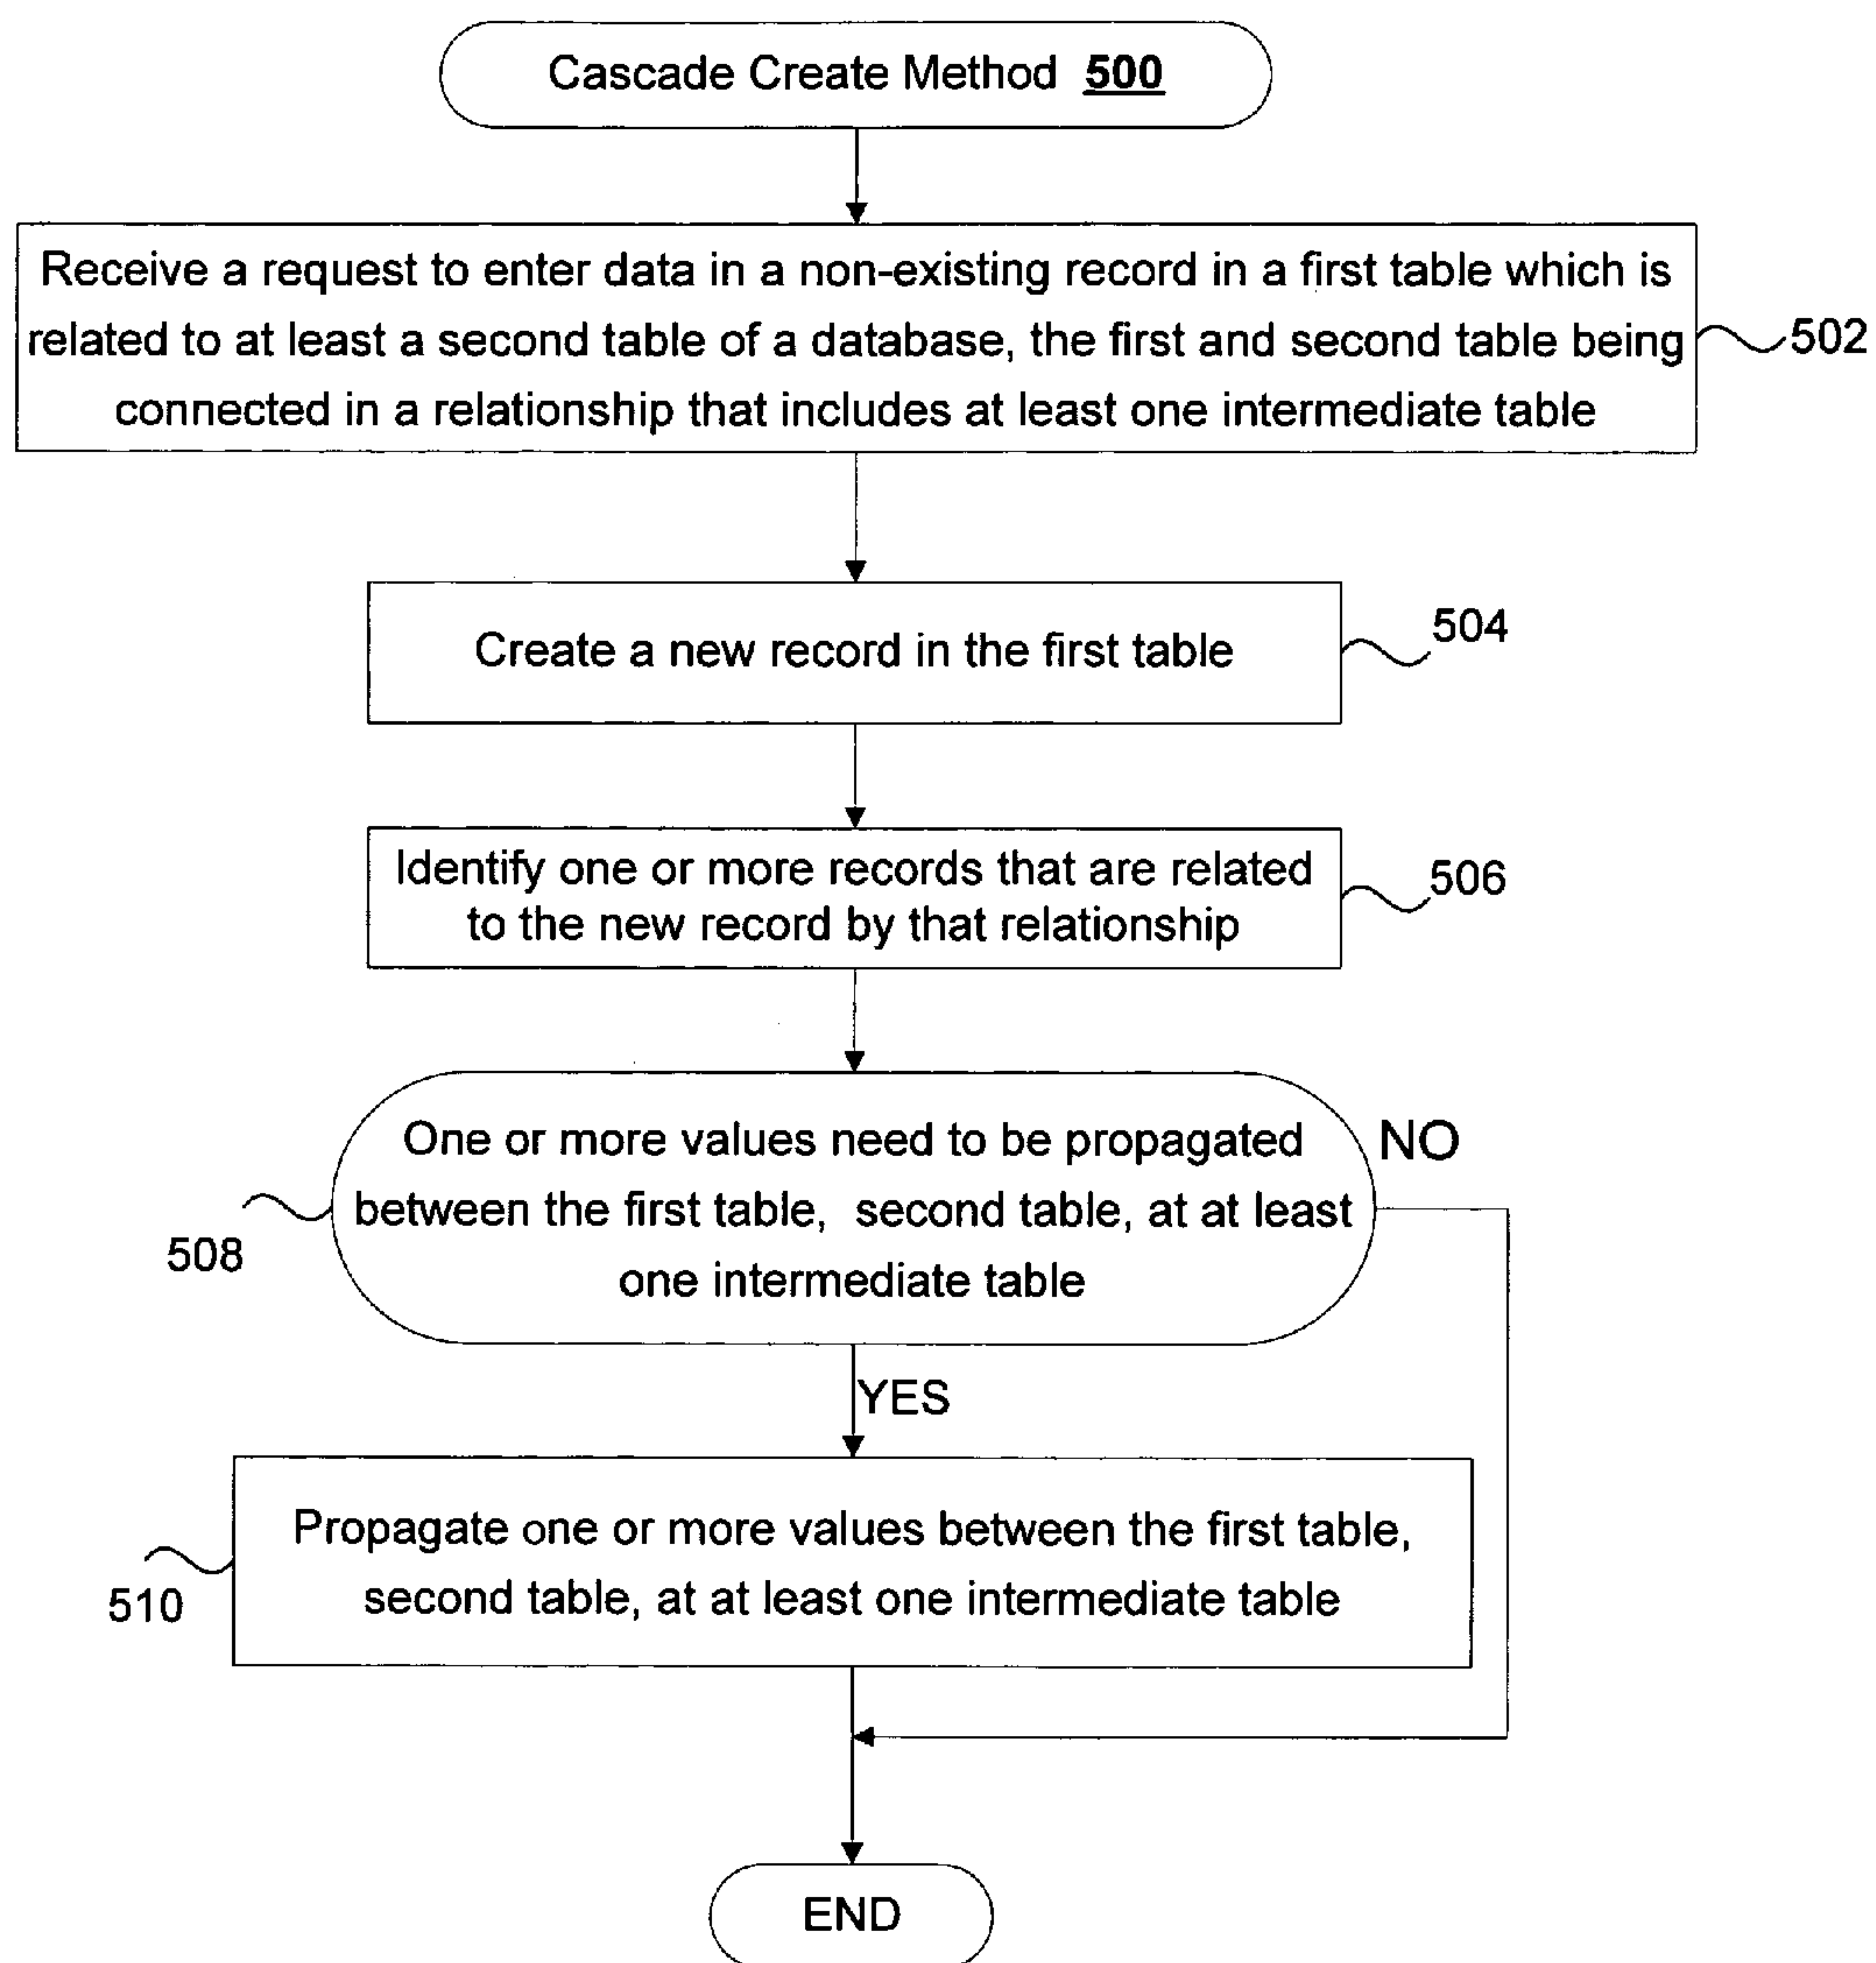 Cascade Create Method 500
Receive a request to enter data in a non-existing record in a first table which is
related to at least a second table of a database, the first and second table being
connected in a relationship that includes at least one intermediate table
502
Create a new record in the first table
504
Identify one or more records that are related
to the new record by that relationship
506
One or more values need to be propagated
between the first table, second table, at at least
one intermediate table
NO
508
YES
Propagate one or more values between the first table,
second table, at at least one intermediate table
510
END